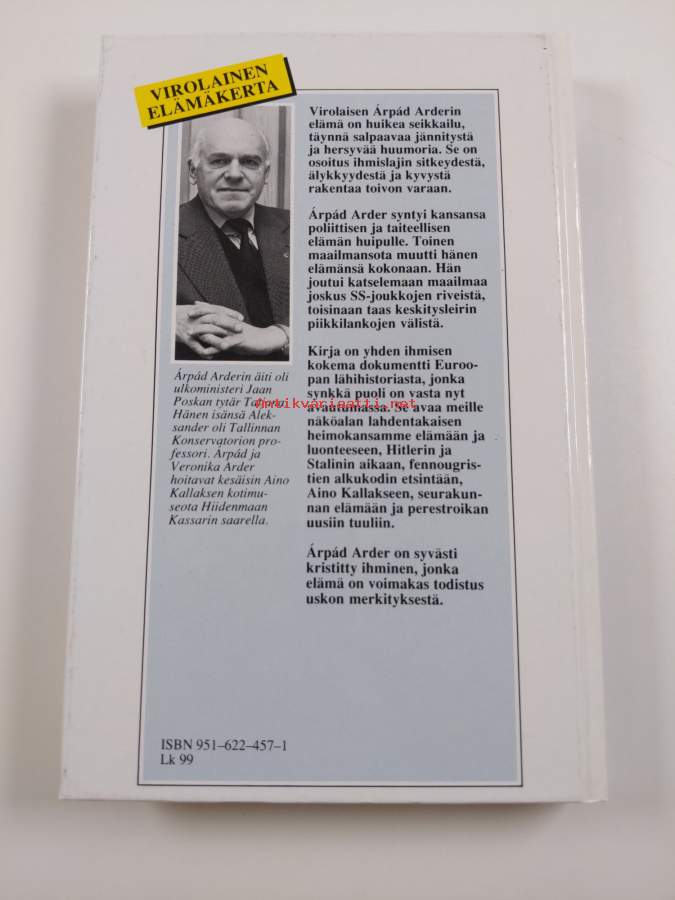 VIROLAINEN
ELÄMÄKERTA
Virolaisen Árpád Arderin
elämä on huikea seikkailu,
täynnä salpaavaa jännitystä
ja hersyvää huumoria. Se on
osoitus ihmislajin sitkeydestä,
älykkyydestä ja kyvystä
rakentaa toivon varaan.
Árpád Arder syntyi kansansa
poliittisen ja taiteellisen
elämän huipulle. Toinen
maailmansota muutti hänen
elämänsä kokonaan. Hän
joutui katselemaan maailmaa
joskus SS-joukkojen riveistä,
toisinaan taas keskitysleirin
piikkilankojen välistä.
Kirja on yhden ihmisen
kokema dokumentti Euroo-
pan lähihistoriasta, jonka
synkkä puoli on vasta nyt
avautumassa. Se avaa meille
näköalan lahdentakaisen
heimokansamme elämään ja
luonteeseen, Hitlerin ja
Stalinin aikaan, fennougris-
tien alkukodin etsintään,
Aino Kallakseen, seurakun-
nan elämään ja perestroikan
uusiin tuuliin.
Árpád Arder on syvästi
kristitty ihminen, jonka
elämä on voimakas todistus
uskon merkityksestä.
Árpád Arderin äiti oli
ulkoministeri Jaan
Poskan tytär
Hänen isänsä Alek-
sander oli Tallinnan
Konservatorion pro-
fessori. Árpád ja
Veronika Arder
hoitavat kesäisin Aino
Kallaksen kotimu-
seota Hiidenmaan
Kassarin saarella.
Antikvariaatti.net
ISBN 951–622–457–1
Lk 99